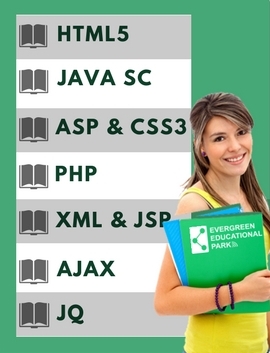 HTML5
JAVA SC
ASP & CSS3
PHP
XML & JSP
AJAX
JQ
EVERGREEN
EDUCATIONAL
PARK